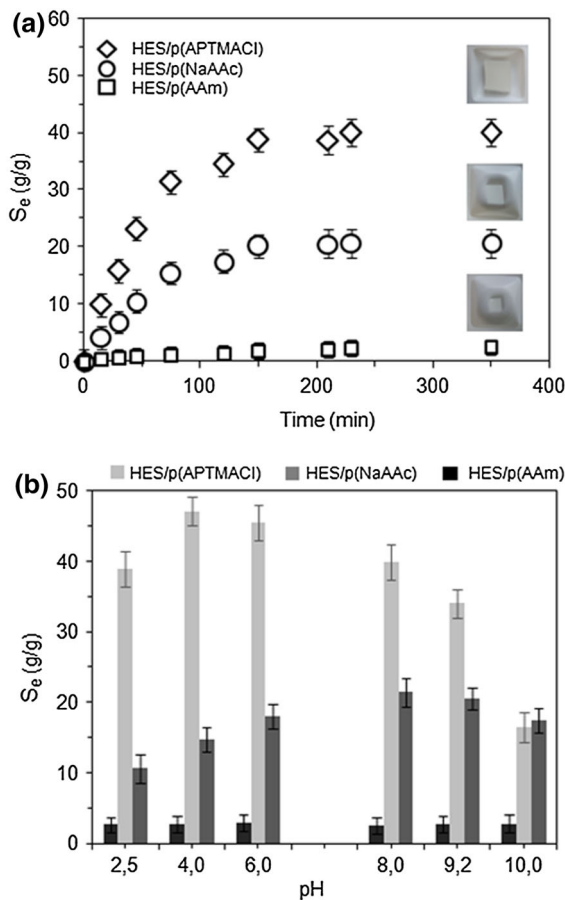 (a)
60
50
40
30
20
10
0
Se (g/g)
HES/p(APTMACl)
HES/p(NaAAc)
HES/p(AAm)
0 100 200 300 400
Time (min)
(b)
HES/p(APTMACl) HES/p(NaAAc) HES/p(AAm)
50
40
30
20
10
0
Se (g/g)
2,5 4,0 6,0 8,0 9,2 10,0
pH